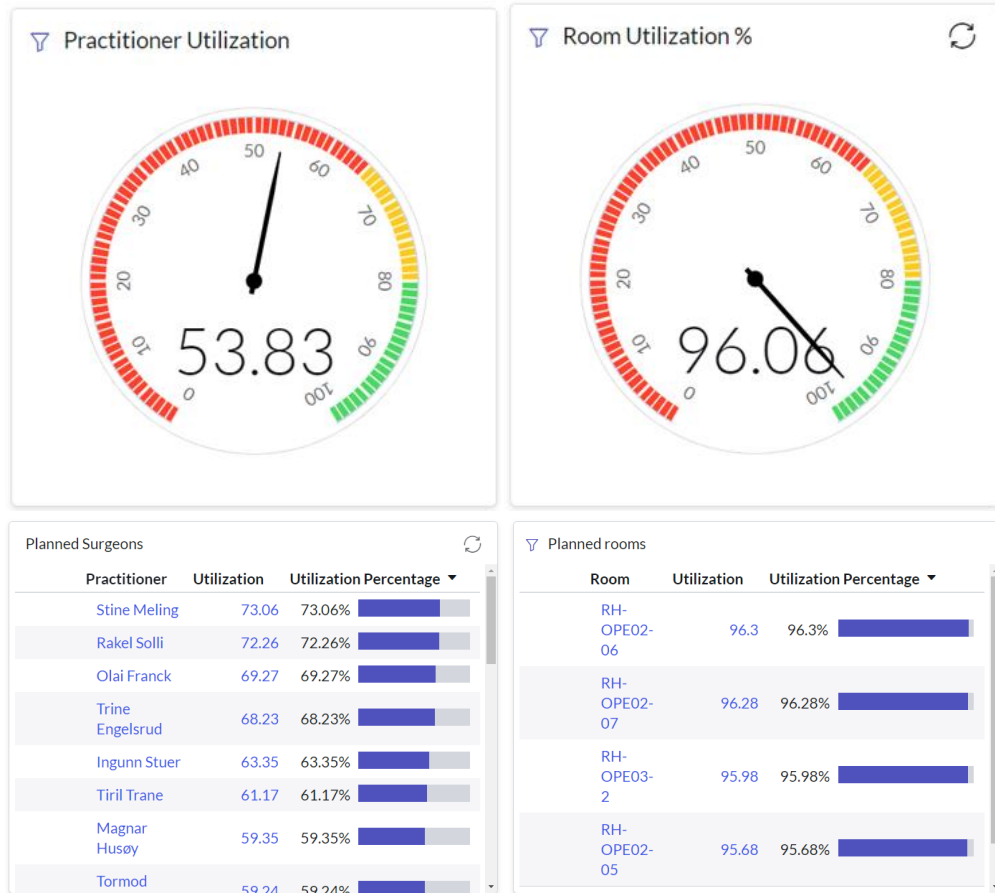 Practitioner Utilization
0
10
20
30
40
50
60
70
80
90
100
53.83
Room Utilization %
0
10
20
30
40
50
60
70
80
90
100
96.06
Planned Surgeons
Practitioner Utilization Utilization Percentage
Stine Meling 73.06 73.06%
Rakel Solli 72.26 72.26%
Olai Franck 69.27 69.27%
Trine
Engelsrud 68.23 68.23%
Ingunn Stuer 63.35 63.35%
Tiril Trane 61.17 61.17%
Magnar
Husøy 59.35 59.35%
Tormod
59.24 59.24%
Planned rooms
Room Utilization Utilization Percentage
RH-
OPE02- 96.3 96.3%
06
RH-
OPE02- 96.28 96.28%
07
RH-
OPE03- 95.98 95.98%
2
RH-
OPE02- 95.68 95.68%
05